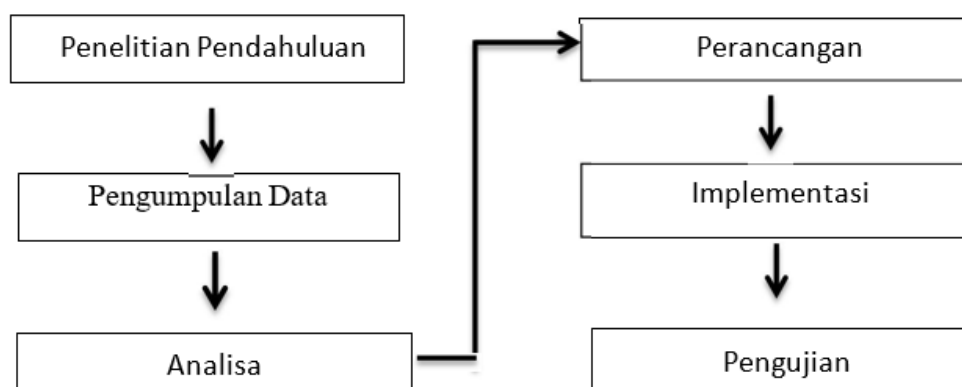 Penelitian Pendahuluan
Pengumpulan Data
Analisa
Perancangan
Implementasi
Pengujian